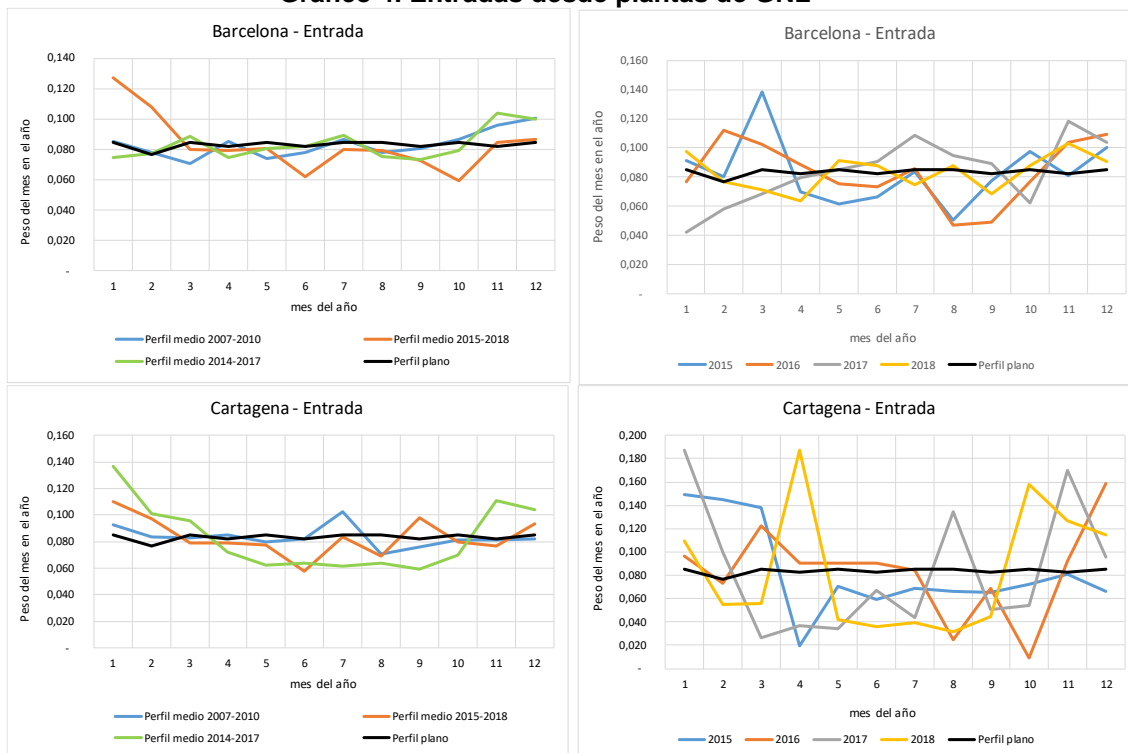 Gráfico 4. Entradas desde plantas de GNL
Barcelona - Entrada
Peso del mes en el año
0,140
0,120
0,100
0,080
0,060
0,040
0,020
-
1 2 3 4 5 6 7 8 9 10 11 12
mes del año
Perfil medio 2007-2010 Perfil medio 2015-2018
Perfil medio 2014-2017 Perfil plano
Barcelona - Entrada
Peso del mes en el año
0,160
0,140
0,120
0,100
0,080
0,060
0,040
0,020
-
1 2 3 4 5 6 7 8 9 10 11 12
mes del año
2015 2016 2017 2018 Perfil plano
Cartagena - Entrada
Peso del mes en el año
0,160
0,140
0,120
0,100
0,080
0,060
0,040
0,020
-
1 2 3 4 5 6 7 8 9 10 11 12
mes del año
Perfil medio 2007-2010 Perfil medio 2015-2018
Perfil medio 2014-2017 Perfil plano
Cartagena - Entrada
Peso del mes en el año
0,200
0,180
0,160
0,140
0,120
0,100
0,080
0,060
0,040
0,020
-
1 2 3 4 5 6 7 8 9 10 11 12
mes del año
2015 2016 2017 2018 Perfil plano